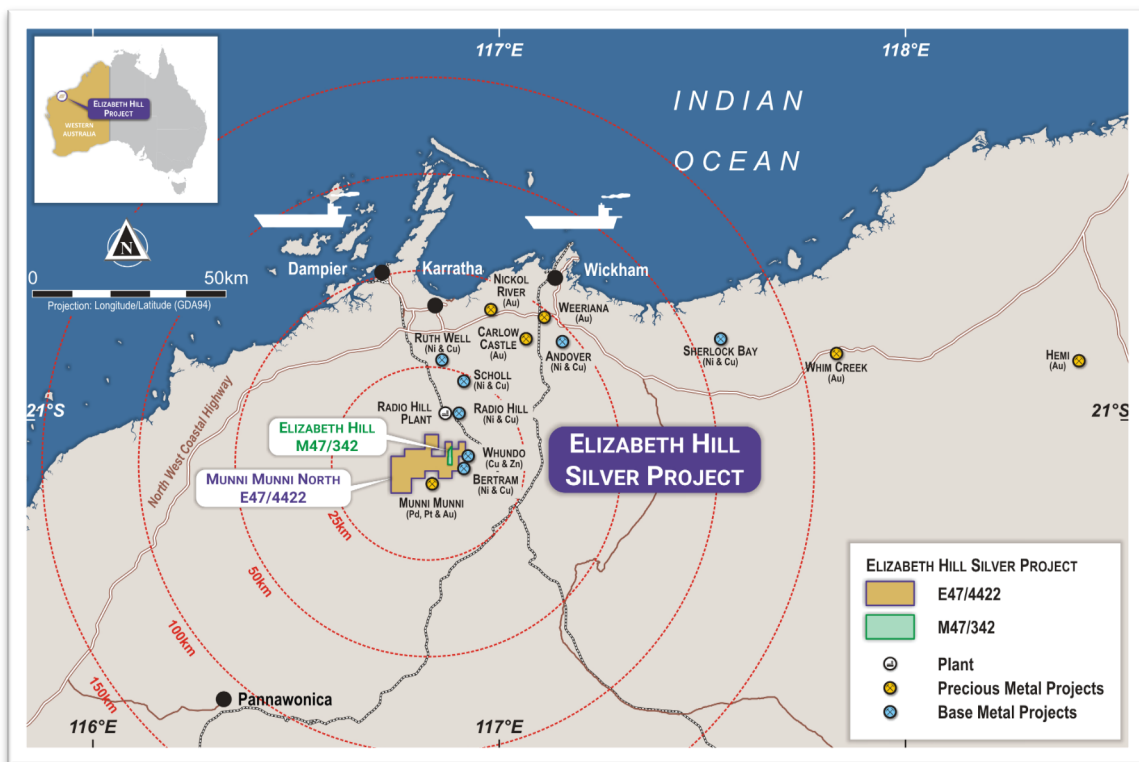 117°E
118°E
ELIZABETH HILL
PROJECT
WESTERN
AUSTRALIA
INDIAN
OCEAN
N
0
50km
Projection: Longitude/Latitude (GDA94)
Dampier
Karratha
Wickham
NICKOL
RIVER
(Au)
WEERIANA
(Au)
RUTH WELL
(Ni & Cu)
CARLOW
CASTLE
(Au)
ANDOVER
(Ni & Cu)
SHERLOCK BAY
(Ni & Cu)
WHIM CREEK
(Au)
HEMI
(Au)
SCHOLL
(Ni & Cu)
21°S
21°S
North West Coastal Highway
RADIO HILL
PLANT
RADIO HILL
(Ni & Cu)
ELIZABETH HILL
M47/342
MUNNI MUNNI NORTH
E47/4422
WHUNDO
(Cu & Zn)
BERTRAM
(Ni & Cu)
MUNNI MUNNI
(Pd, Pt & Au)
ELIZABETH HILL
SILVER PROJECT
25km
50km
100km
150km
Pannawonica
116°E
117°E
ELIZABETH HILL SILVER PROJECT
E47/4422
M47/342
Plant
Precious Metal Projects
Base Metal Projects